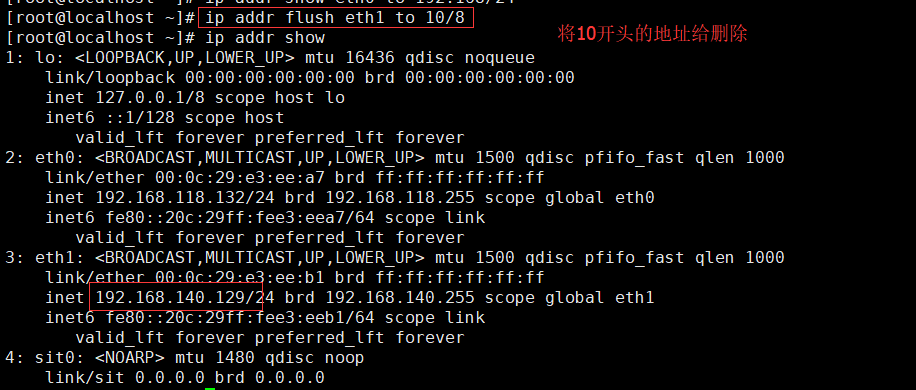 [root@localhost ~]# ip addr show eth0 to 192.168/24
[root@localhost ~]# ip addr flush eth1 to 10/8
[root@localhost ~]# ip addr show
将10开头的地址给删除
1: lo: <LOOPBACK,UP,LOWER_UP> mtu 16436 qdisc noqueue
link/loopback 00:00:00:00:00:00 brd 00:00:00:00:00:00
inet 127.0.0.1/8 scope host lo
inet6 ::1/128 scope host
valid_lft forever preferred_lft forever
2: eth0: <BROADCAST,MULTICAST,UP,LOWER_UP> mtu 1500 qdisc pfifo_fast qlen 1000
link/ether 00:0c:29:e3:ee:a7 brd ff:ff:ff:ff:ff:ff
inet 192.168.118.132/24 brd 192.168.118.255 scope global eth0
inet6 fe80::20c:29ff:fee3:eea7/64 scope link
valid_lft forever preferred_lft forever
3: eth1: <BROADCAST,MULTICAST,UP,LOWER_UP> mtu 1500 qdisc pfifo_fast qlen 1000
link/ether 00:0c:29:e3:ee:b1 brd ff:ff:ff:ff:ff:ff
inet 192.168.140.129/24 brd 192.168.140.255 scope global eth1
inet6 fe80::20c:29ff:fee3:eeb1/64 scope link
valid_lft forever preferred_lft forever
4: sit0: <NOARP> mtu 1480 qdisc noop
link/sit 0.0.0.0 brd 0.0.0.0